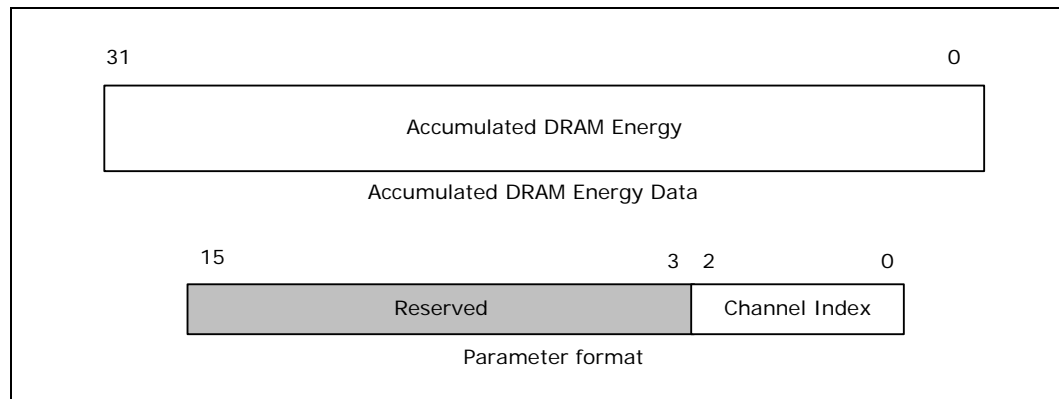 31 0
Accumulated DRAM Energy
Accumulated DRAM Energy Data
15 3 2 0
Reserved Channel Index
Parameter format